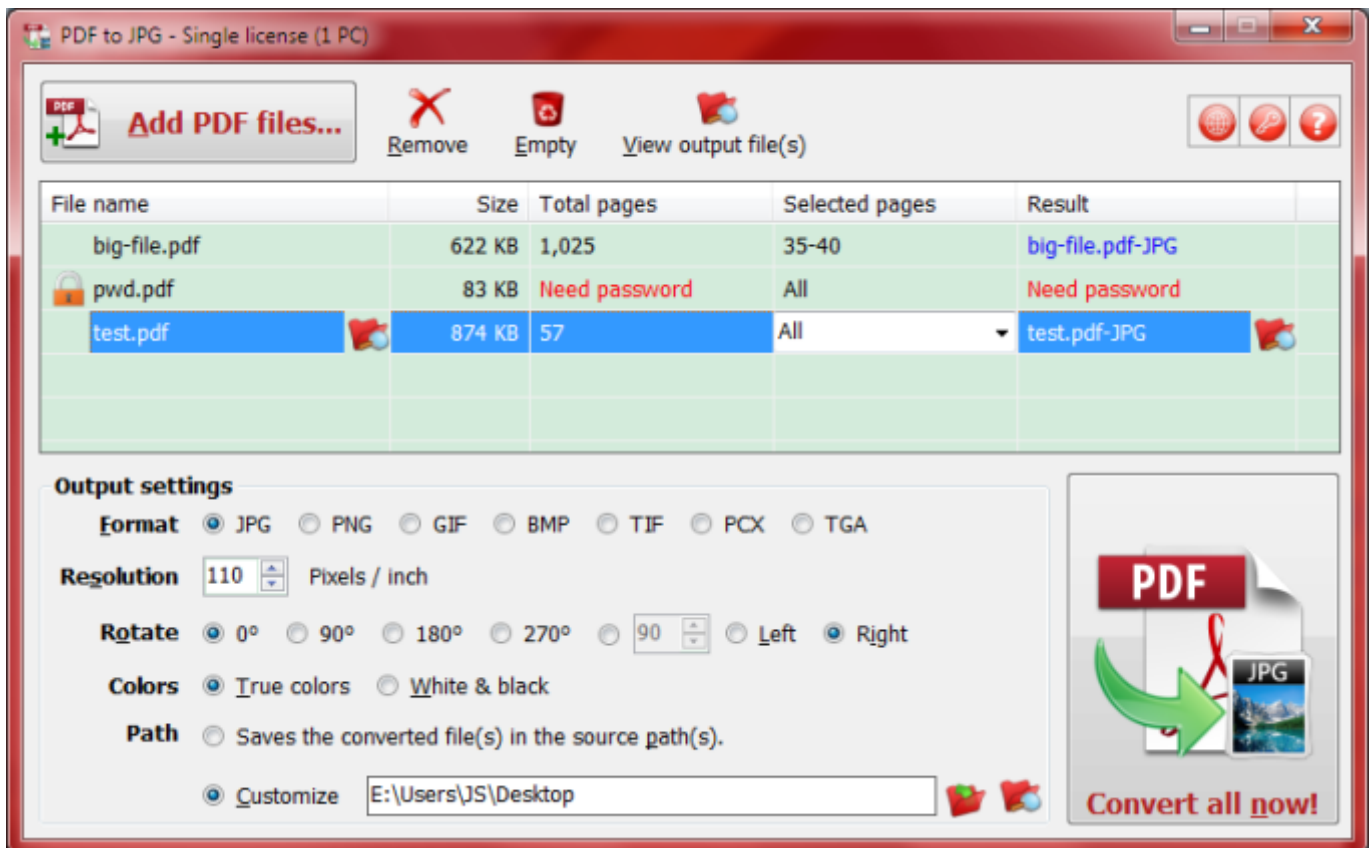 PDF to JPG - Single license (1 PC)
PDF
Add PDF files...
Remove
Empty
View output file(s)
?
File name Size Total pages Selected pages Result
big-file.pdf 622 KB 1,025 35-40 big-file.pdf-JPG
pwd.pdf 83 KB Need password All Need password
test.pdf 874 KB 57 All test.pdf-JPG
Output settings
Format JPG PNG GIF BMP TIF PCX TGA
Resolution 110 Pixels / inch
Rotate 0º 90º 180º 270º 90 Left Right
Colors True colors White & black
Path Saves the converted file(s) in the source path(s).
Customize E:\Users\JS\Desktop
PDF
JPG
Convert all now!